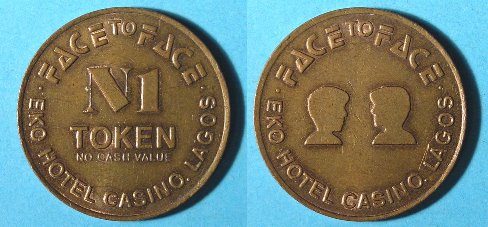 FACE TO FACE
N1
TOKEN
NO CASH VALUE
EKO HOTEL CASINO. LAGOS
FACE TO FACE
EKO HOTEL CASINO. LAGOS